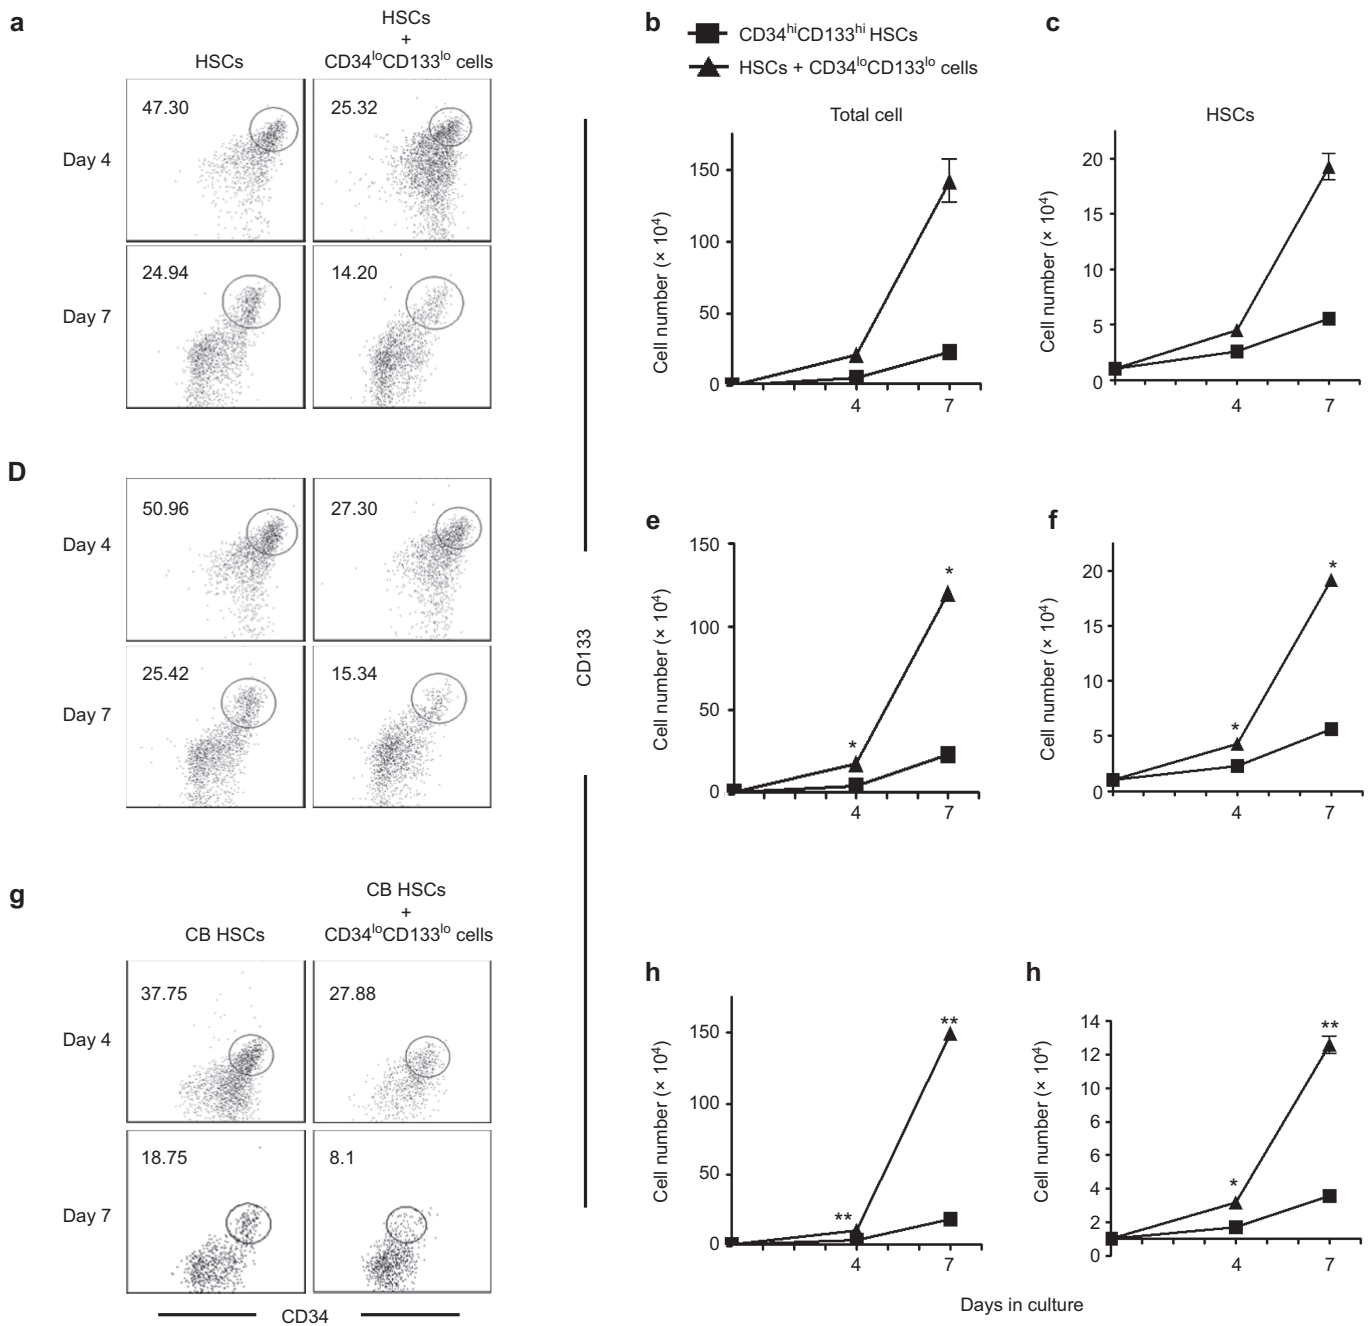 a
HSCs
HSCs
+
CD34loCD133lo cells
Day 4
47.30
25.32
Day 7
24.94
14.20
b
CD34hiCD133hi HSCs
HSCs + CD34loCD133lo cells
Total cell
Cell number (× 104)
150
100
50
0
4
7
c
HSCs
Cell number (× 104)
20
15
10
5
0
4
7
D
Day 4
50.96
27.30
Day 7
25.42
15.34
CD133
e
Cell number (× 104)
150
100
50
0
*
*
4
7
f
Cell number (× 104)
20
15
10
5
0
*
*
4
7
g
CB HSCs
CB HSCs
+
CD34loCD133lo cells
Day 4
37.75
27.88
Day 7
18.75
8.1
CD34
h
Cell number (× 104)
150
100
50
0
**
**
4
7
h
Cell number (× 104)
14
12
10
8
6
6
4
2
0
*
**
4
7
Days in culture